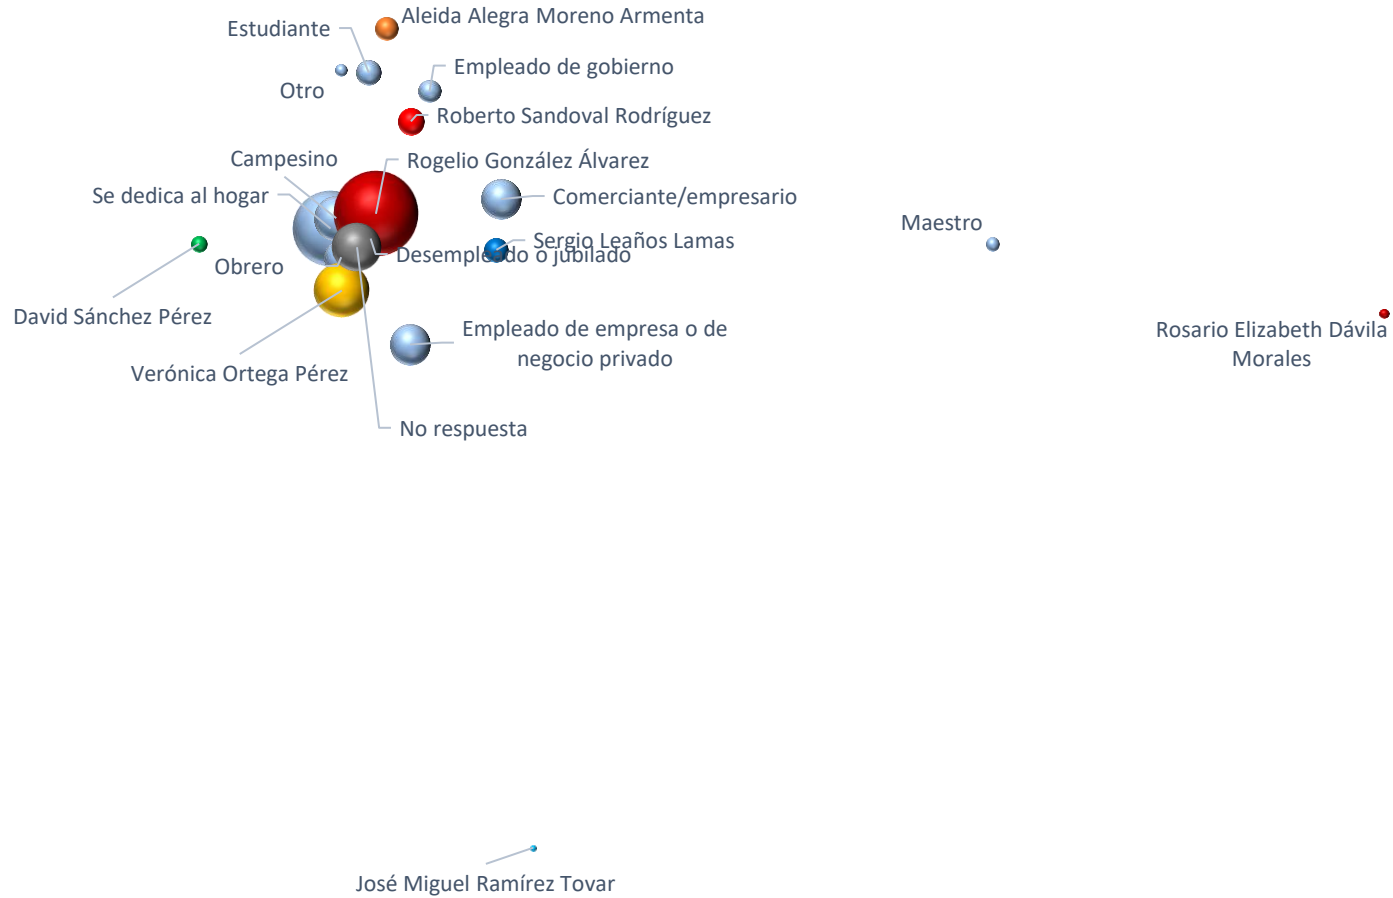 Aleida Alegra Moreno Armenta
Estudiante
Empleado de gobierno
Otro
Roberto Sandoval Rodríguez
Campesino
Rogelio González Álvarez
Se dedica al hogar
Comerciante/empresario
Maestro
Sergio Leaños Lamas
Desempleado o jubilado
Obrero
David Sánchez Pérez
Empleado de empresa o de
negocio privado
Rosario Elizabeth Dávila
Morales
Verónica Ortega Pérez
No respuesta
José Miguel Ramírez Tovar